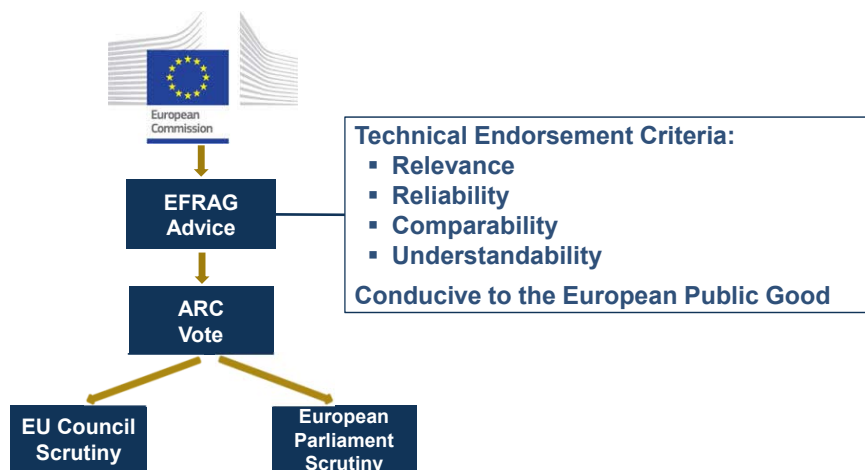 European
Commission
Technical Endorsement Criteria:
▪ Relevance
▪ Reliability
▪ Comparability
▪ Understandability
Conducive to the European Public Good
EFRAG
Advice
ARC
Vote
EU Council
Scrutiny
European
Parliament
Scrutiny